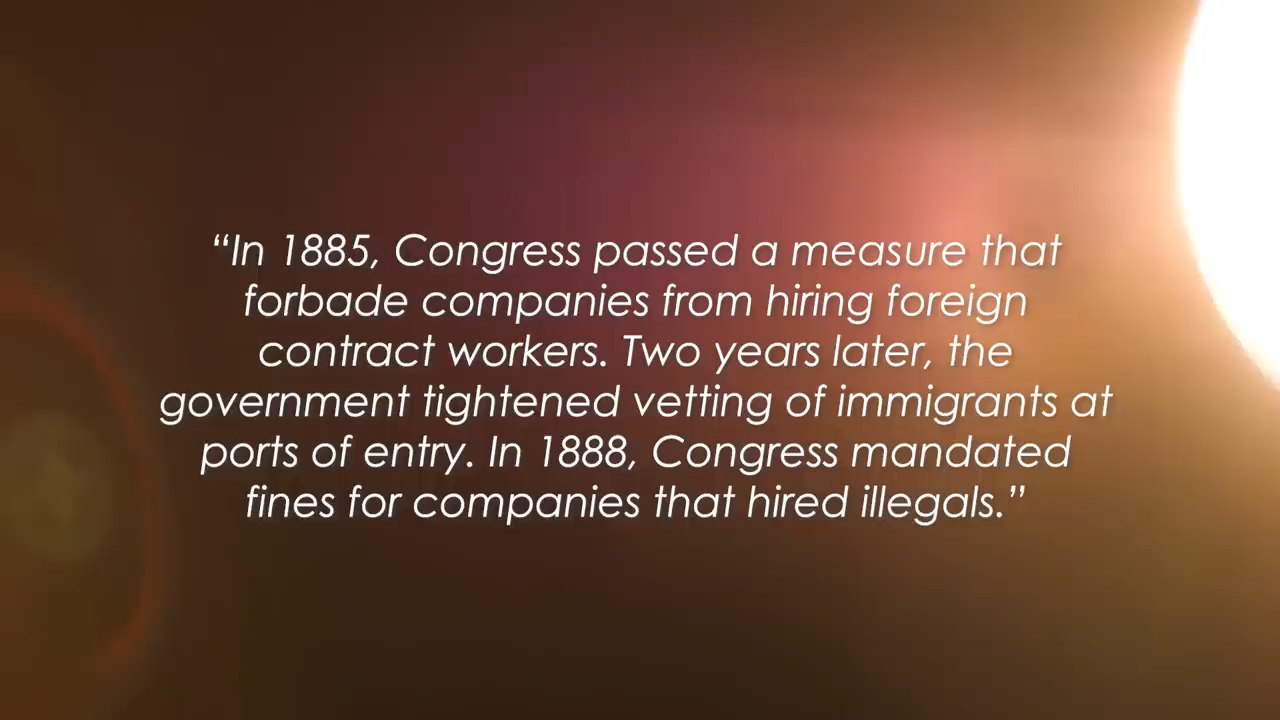 “In 1885, Congress passed a measure that
forbade companies from hiring foreign
contract workers. Two years later, the
government tightened vetting of immigrants at
ports of entry. In 1888, Congress mandated
fines for companies that hired illegals.”